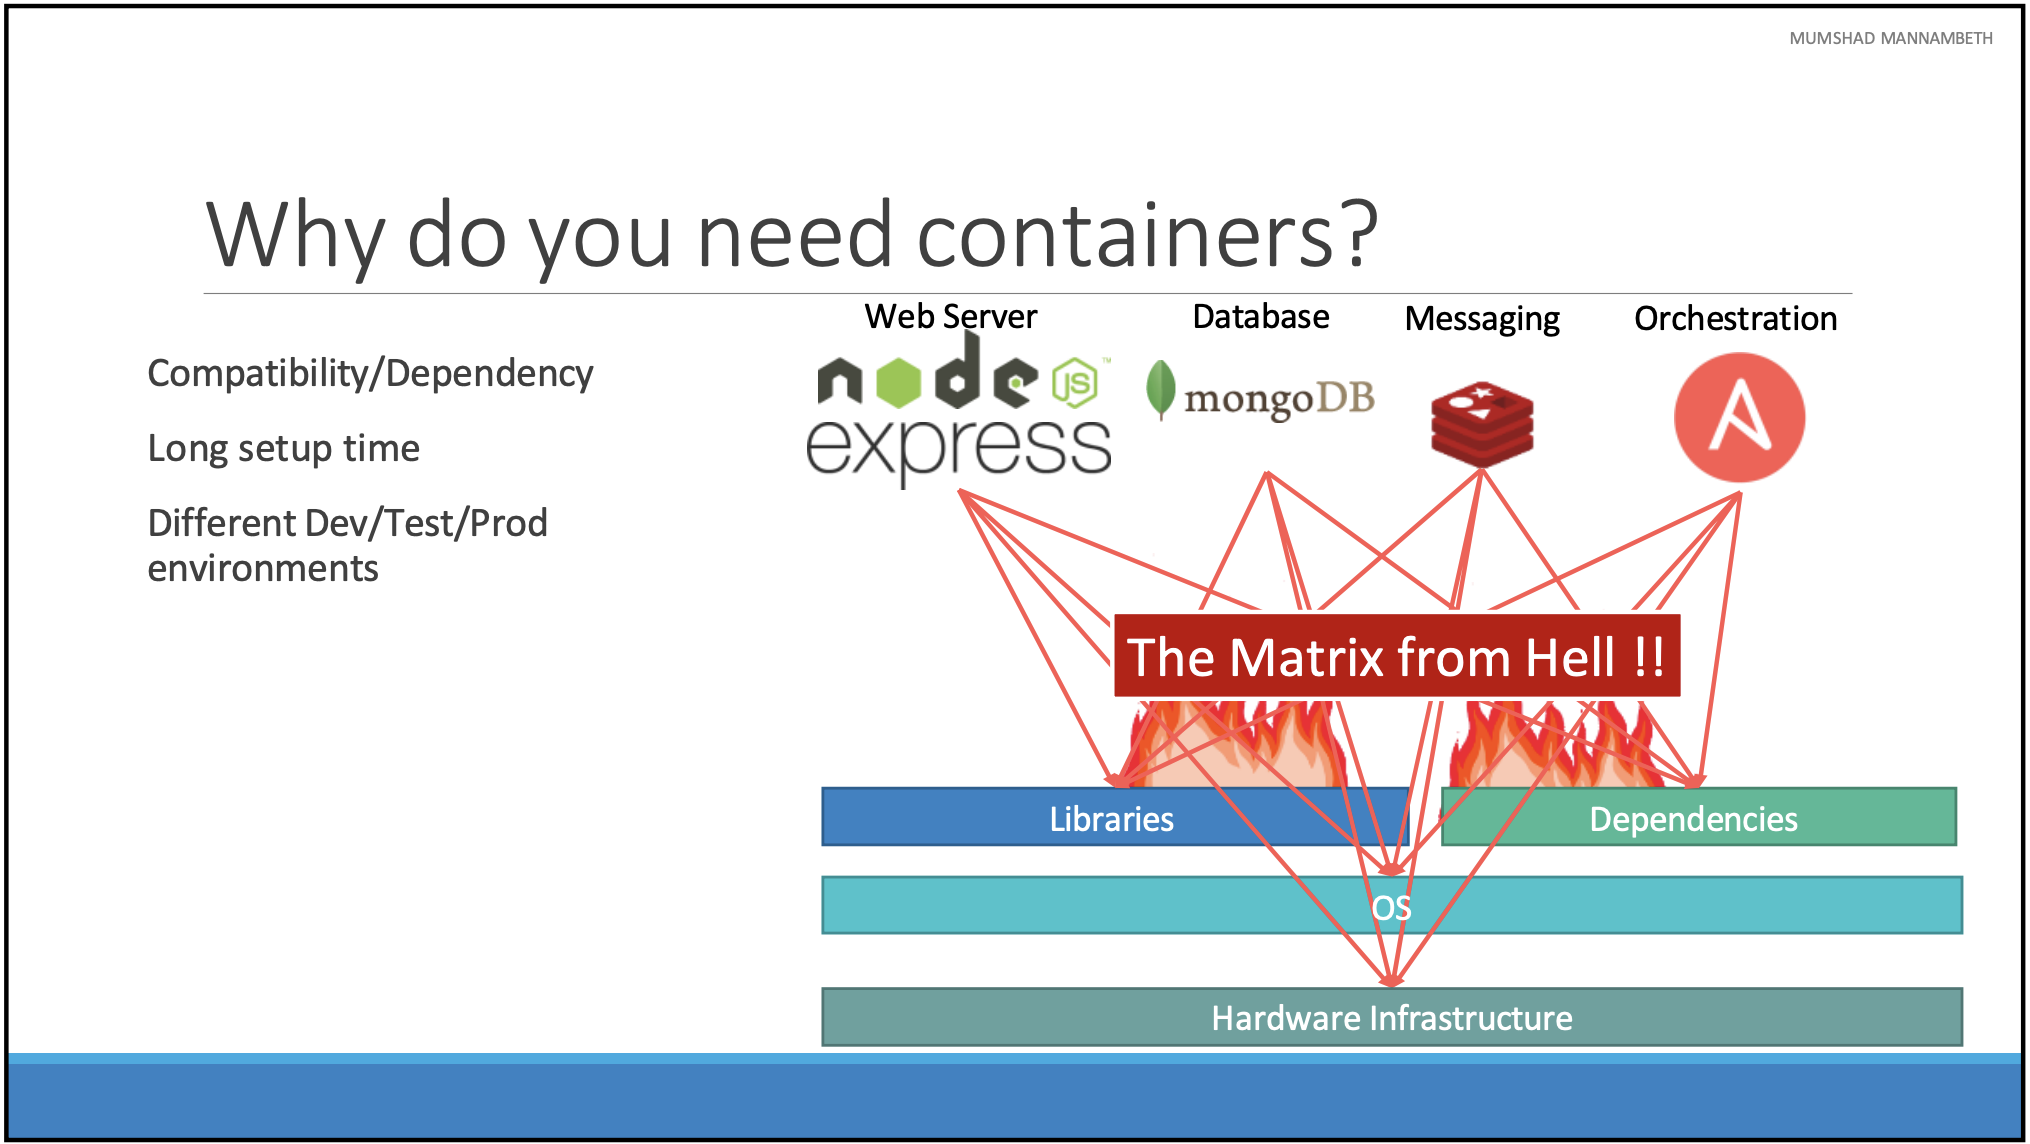 MUMSHAD MANNAMBETH
Why do you need containers?
Compatibility/Dependency
Long setup time
Different Dev/Test/Prod
environments
Web Server
Database
Messaging
Orchestration
node JS™
express
mongoDB
A
The Matrix from Hell !!
Libraries
Dependencies
OS
Hardware Infrastructure